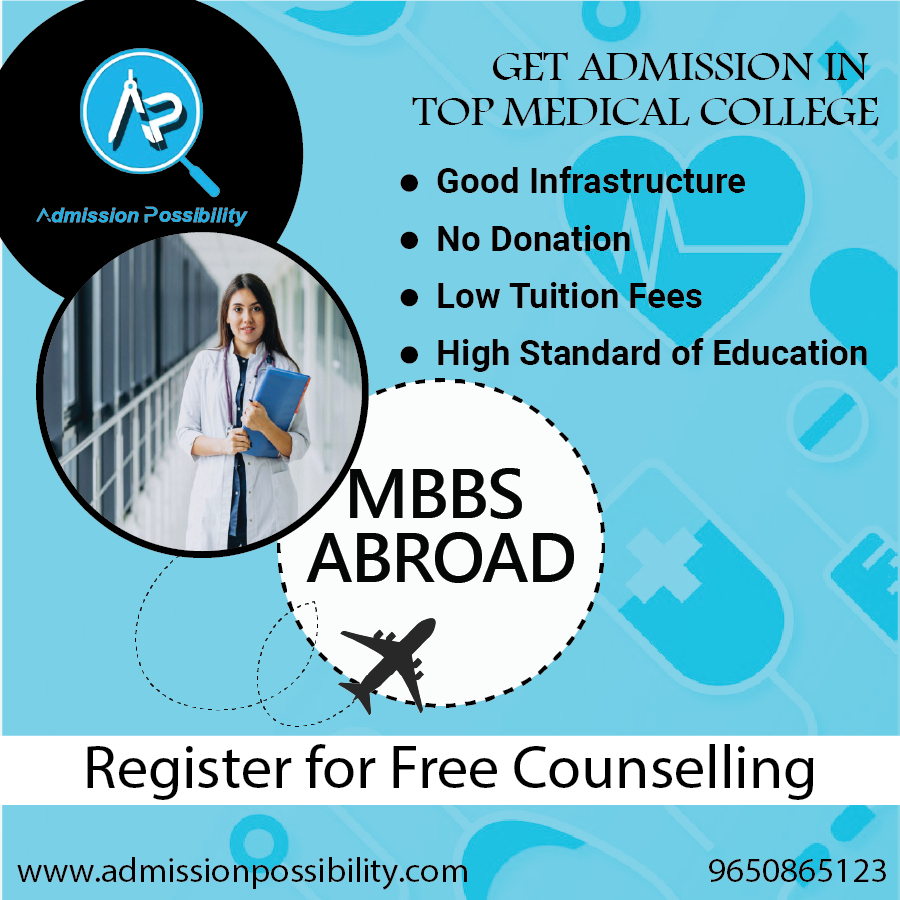 AP
Admission Possibility
GET ADMISSION IN
TOP MEDICAL COLLEGE
● Good Infrastructure
● No Donation
● Low Tuition Fees
● High Standard of Education
MBBS
ABROAD
Register for Free Counselling
www.admissionpossibility.com
9650865123